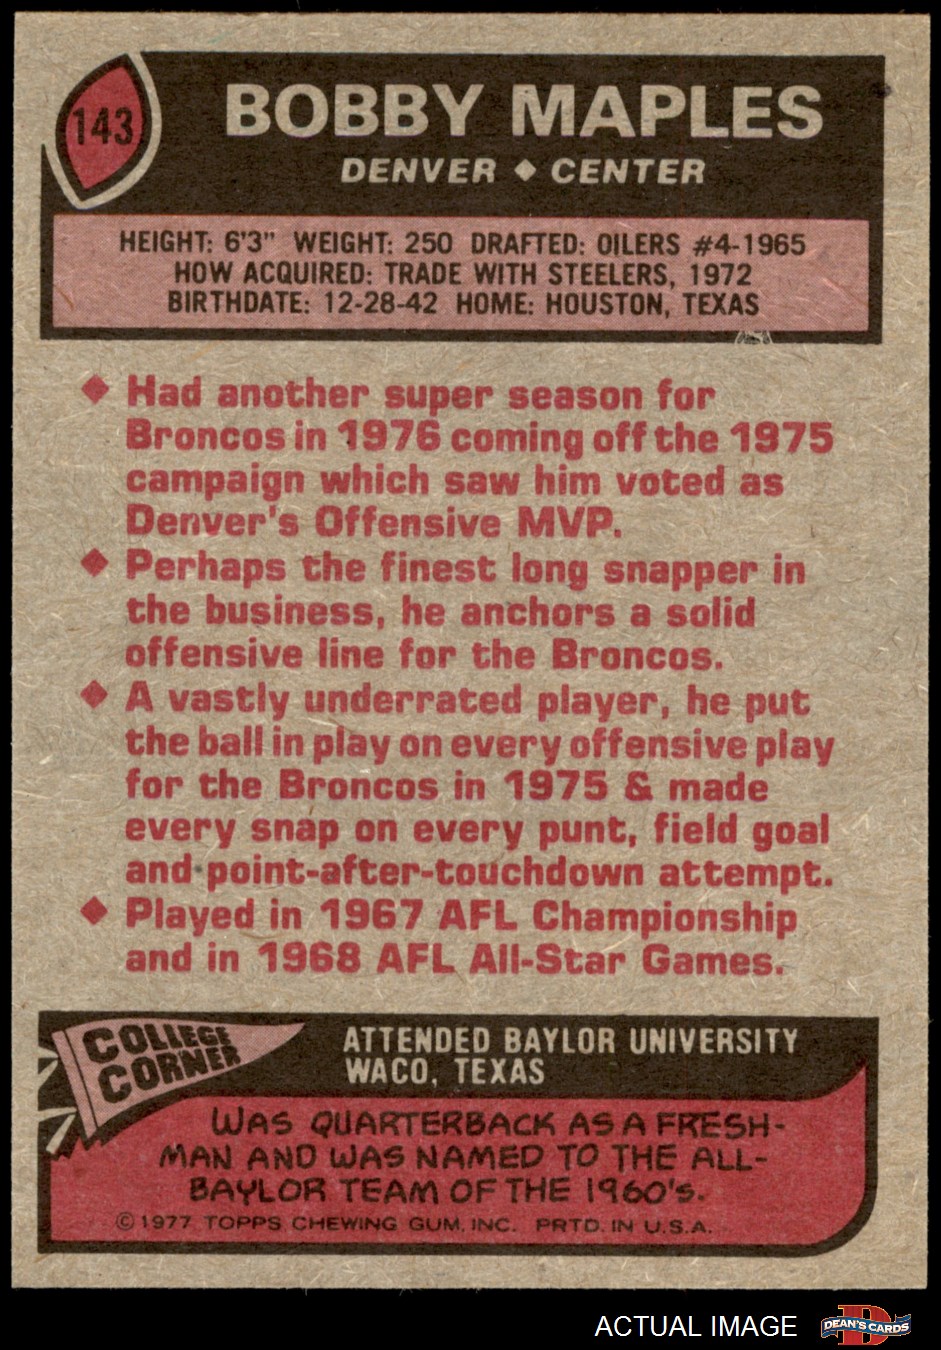 143
BOBBY MAPLES
DENVER ◆ CENTER
HEIGHT: 6'3" WEIGHT: 250 DRAFTED: OILERS #4-1965
HOW ACQUIRED: TRADE WITH STEELERS, 1972
BIRTHDATE: 12-28-42 HOME: HOUSTON, TEXAS
◆ Had another super season for
Broncos in 1976 coming off the 1975
campaign which saw him voted as
Denver's Offensive MVP.
◆ Perhaps the finest long snapper in
the business, he anchors a solid
offensive line for the Broncos.
◆ A vastly underrated player, he put
the ball in play on every offensive play
for the Broncos in 1975 & made
every snap on every punt, field goal
and point-after-touchdown attempt.
◆ Played in 1967 AFL Championship
and in 1968 AFL All-Star Games.
COLLEGE
CORNER
ATTENDED BAYLOR UNIVERSITY
WACO, TEXAS
WAS QUARTERBACK AS A FRESH-
MAN AND WAS NAMED TO THE ALL-
BAYLOR TEAM OF THE 1960's.
© 1977 TOPPS CHEWING GUM, INC. PRTD. IN U.S.A.
ACTUAL IMAGE
D
DEAN'S CARDS